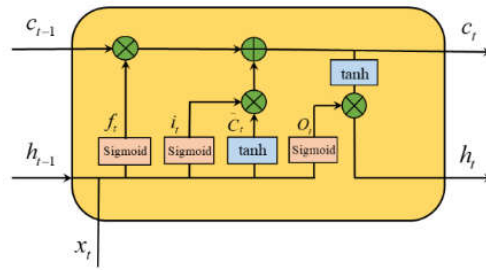 c_{t-1} c_t
tanh
f_t i_t C̃_t O_t
Sigmoid Sigmoid tanh Sigmoid
h_{t-1} h_t
x_t